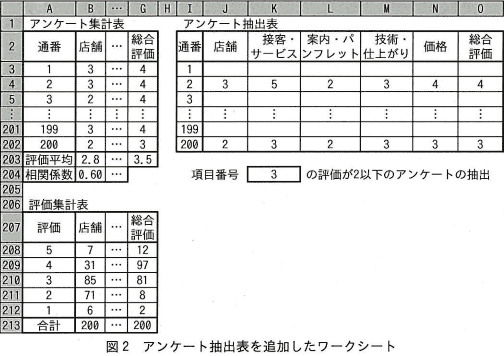 A B … G H I J K L M N O
1 アンケート集計表 アンケート抽出表
2 通番 店舗 … 総合評価 通番 店舗 接客・サービス 案内・パンフレット 技術・仕上がり 価格 総合評価
3 1 3 … 4 1
4 2 3 … 4 2 3 5 2 3 4 4
5 3 2 … 4 3
⋮ ⋮ ⋮ … ⋮ ⋮ ⋮ ⋮ ⋮ ⋮ ⋮ ⋮
201 199 3 … 4 199
202 200 2 … 3 200 2 3 2 3 3 3
203 評価平均 2.8 … 3.5
204 相関係数 0.60 … 項目番号 3 の評価が2以下のアンケートの抽出
205
206 評価集計表
207 評価 店舗 … 総合評価
208 5 7 … 12
209 4 31 … 97
210 3 85 … 81
211 2 71 … 8
212 1 6 … 2
213 合計 200 … 200
図2 アンケート抽出表を追加したワークシート